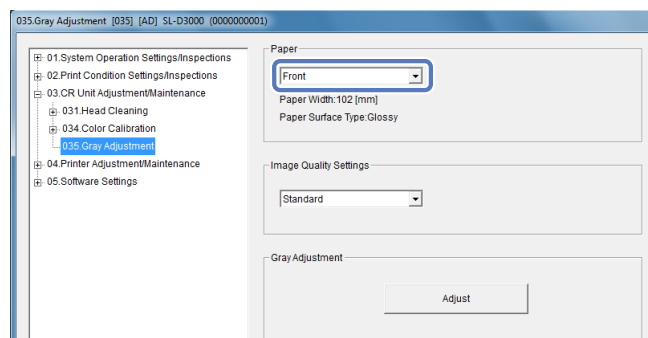 035.Gray Adjustment [035] [AD] SL-D3000 (0000000001)
01.System Operation Settings/Inspections
02.Print Condition Settings/Inspections
03.CR Unit Adjustment/Maintenance
031.Head Cleaning
034.Color Calibration
035.Gray Adjustment
04.Printer Adjustment/Maintenance
05.Software Settings
Paper
Front
Paper Width:102 [mm]
Paper Surface Type:Glossy
Image Quality Settings
Standard
Gray Adjustment
Adjust